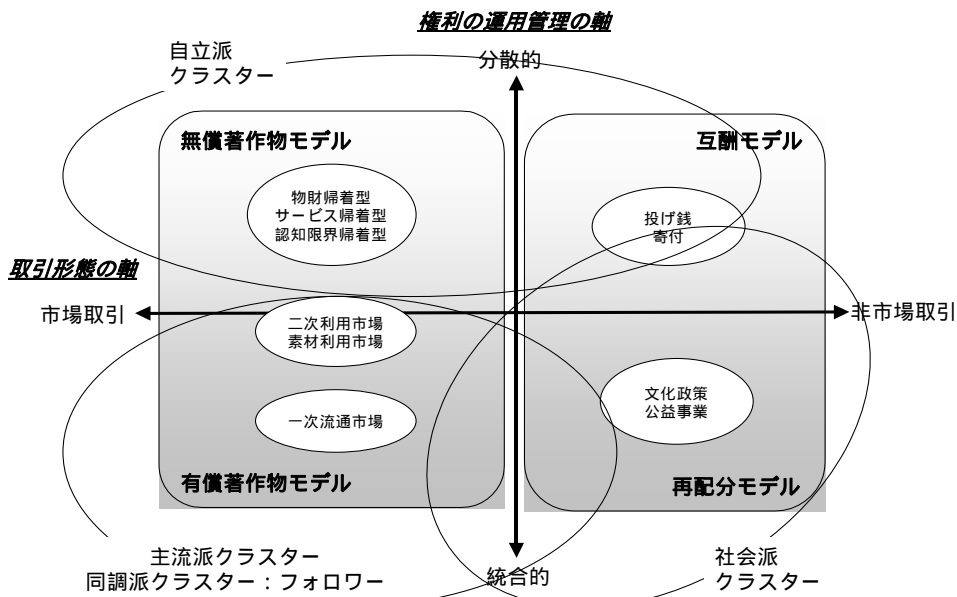 権利の運用管理の軸
自立派
クラスター
分散的
無償著作物モデル
互酬モデル
物財帰着型
サービス帰着型
認知限界帰着型
投げ銭
寄付
取引形態の軸
市場取引
非市場取引
二次利用市場
素材利用市場
文化政策
公益事業
一次流通市場
有償著作物モデル
再配分モデル
主流派クラスター
同調派クラスター：フォロワー
統合的
社会派
クラスター